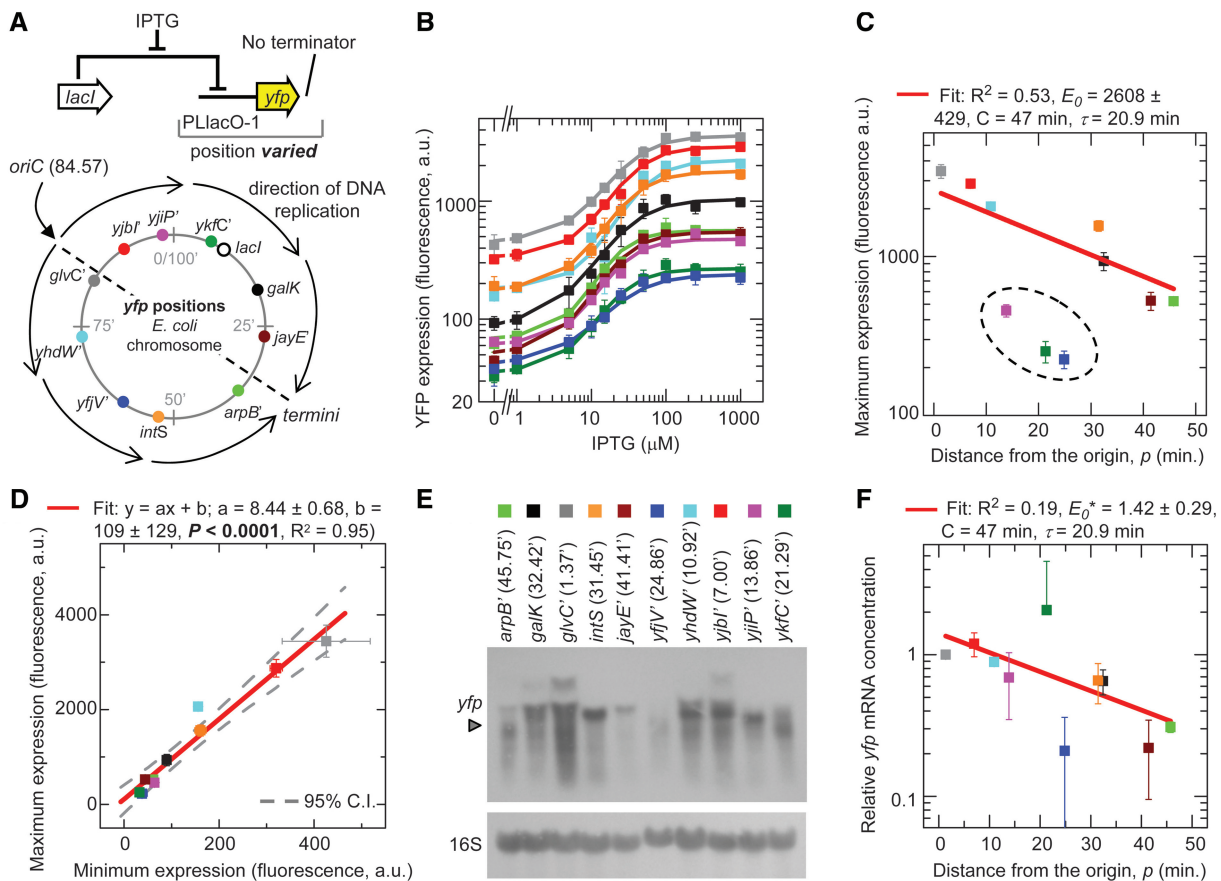 A
IPTG
No terminator
lacI
yfp
PLlacO-1
position varied
oriC (84.57)
direction of DNA
replication
yjbI’
yjiP’
ykfC’
lacI
0/100’
glvC’
galK
yfp positions
E. coli
chromosome
75’
25’
jayE’
yhdW’
yfjV’
50’
intS
arpB’
termini
B
YFP expression (fluorescence, a.u.)
1000
100
20
0
1
10
100
1000
IPTG (μM)
C
Fit: R² = 0.53, E₀ = 2608 ±
429, C = 47 min, τ = 20.9 min
Maximum expression (fluorescence a.u.)
1000
100
0 10 20 30 40 50
Distance from the origin, p (min.)
D
Fit: y = ax + b; a = 8.44 ± 0.68, b =
109 ± 129, P < 0.0001, R² = 0.95)
Maximum expression (fluorescence, a.u.)
4000
2000
0
95% C.I.
0 200 400 600
Minimum expression (fluorescence, a.u.)
E
arpB’ (45.75’)
galK (32.42’)
glvC’ (1.37’)
intS (31.45’)
jayE’ (41.41’)
yfjV’ (24.86’)
yhdW’ (10.92’)
yjbI’ (7.00’)
yjiP’ (13.86’)
ykfC’ (21.29’)
yfp
16S
F
Fit: R² = 0.19, E₀* = 1.42 ± 0.29,
C = 47 min, τ = 20.9 min
Relative yfp mRNA concentration
1
0.1
0 10 20 30 40 50
Distance from the origin, p (min.)